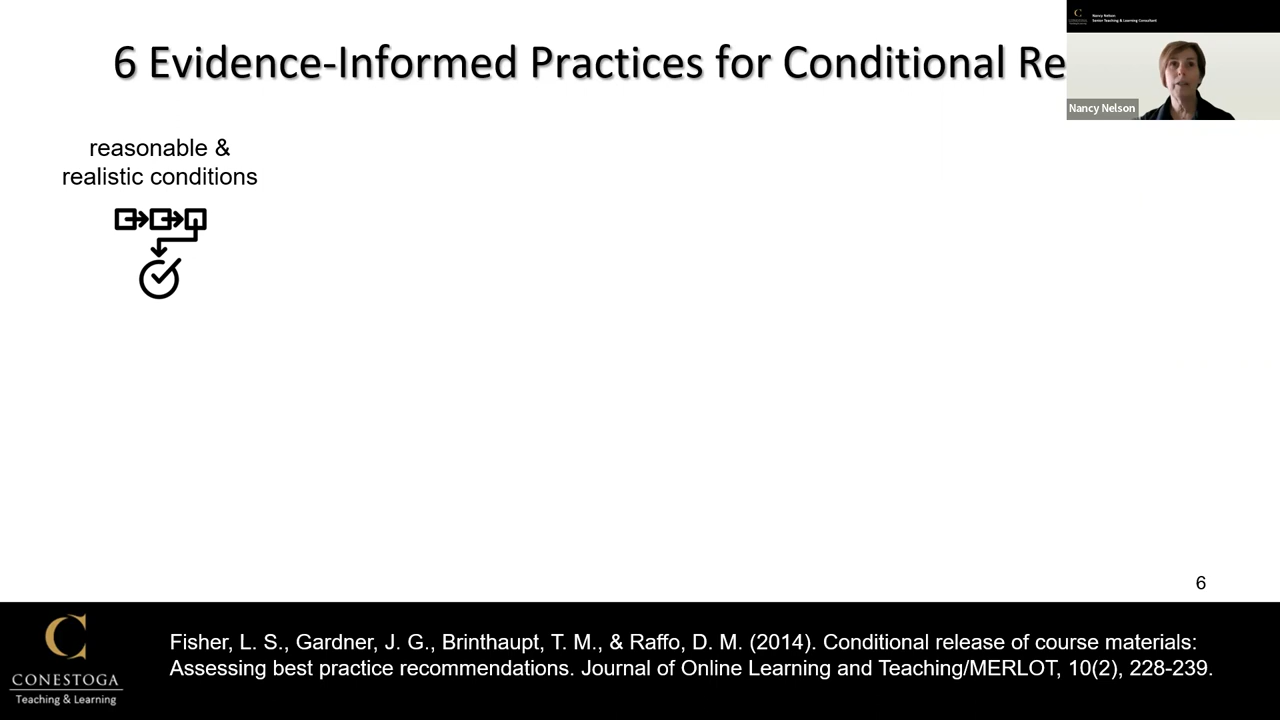 6 Evidence-Informed Practices for Conditional Re
Nancy Nelson
Senior Teaching & Learning Consultant
Nancy Nelson
reasonable &
realistic conditions
6
C
CONESTOGA
Teaching & Learning
Fisher, L. S., Gardner, J. G., Brinthaupt, T. M., & Raffo, D. M. (2014). Conditional release of course materials:
Assessing best practice recommendations. Journal of Online Learning and Teaching/MERLOT, 10(2), 228-239.